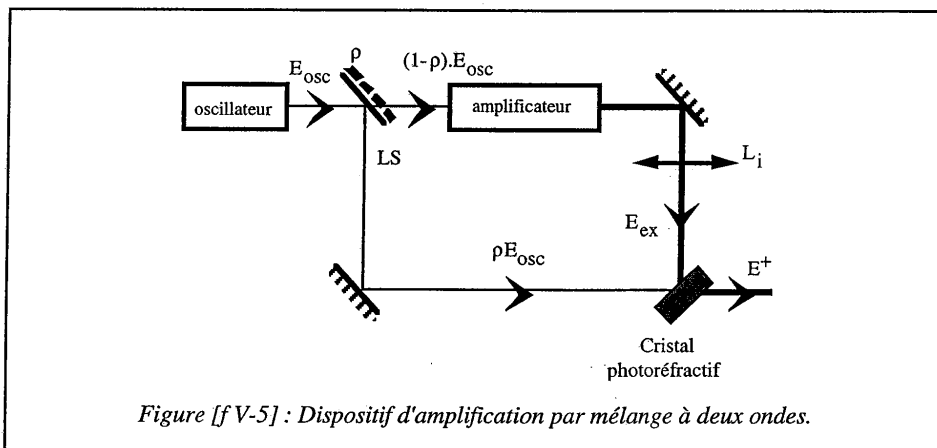 ρ
E_osc
(1-ρ).E_osc
oscillateur
amplificateur
LS
L_i
E_ex
ρE_osc
E⁺
Cristal
photoréfractif
Figure [f V-5] : Dispositif d'amplification par mélange à deux ondes.